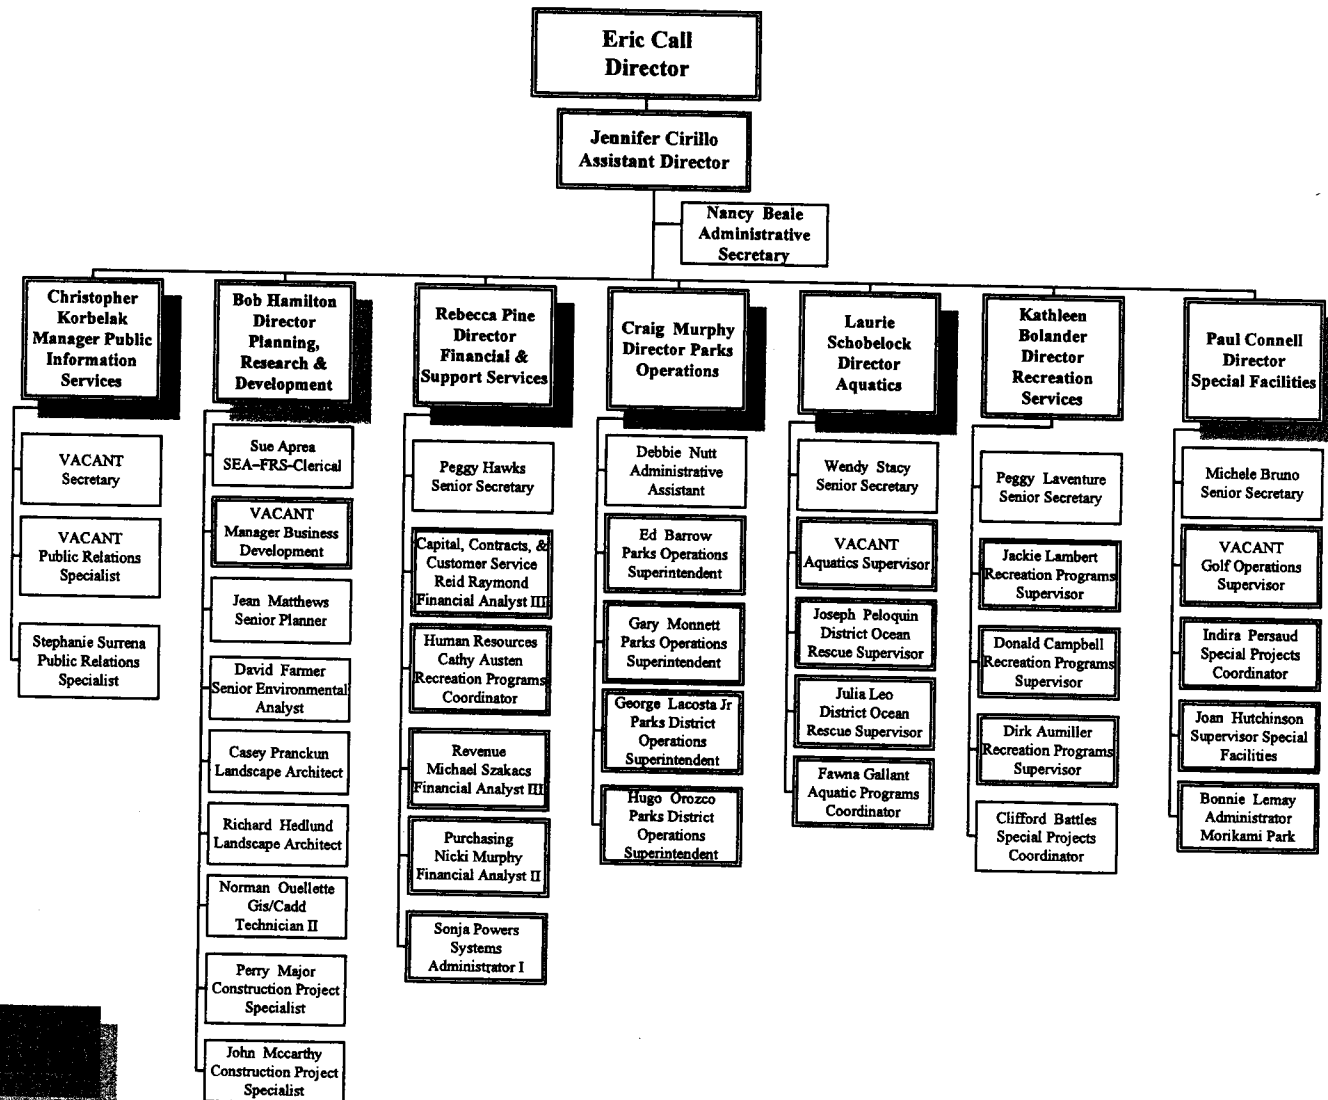 Eric Call
Director
Jennifer Cirillo
Assistant Director
Nancy Beale
Administrative
Secretary
Christopher
Korbelak
Manager Public
Information
Services
VACANT
Secretary
VACANT
Public Relations
Specialist
Stephanie Surrena
Public Relations
Specialist
Bob Hamilton
Director
Planning,
Research &
Development
Sue Aprea
SEA-FRS-Clerical
VACANT
Manager Business
Development
Jean Matthews
Senior Planner
David Farmer
Senior Environmental
Analyst
Casey Pranckun
Landscape Architect
Richard Hedlund
Landscape Architect
Norman Ouellette
Gis/Cadd
Technician II
Perry Major
Construction Project
Specialist
John Mccarthy
Construction Project
Specialist
Rebecca Pine
Director
Financial &
Support Services
Peggy Hawks
Senior Secretary
Capital, Contracts, &
Customer Service
Reid Raymond
Financial Analyst III
Human Resources
Cathy Austen
Recreation Programs
Coordinator
Revenue
Michael Szakacs
Financial Analyst III
Purchasing
Nicki Murphy
Financial Analyst II
Sonja Powers
Systems
Administrator I
Craig Murphy
Director Parks
Operations
Debbie Nutt
Administrative
Assistant
Ed Barrow
Parks Operations
Superintendent
Gary Monnett
Parks Operations
Superintendent
George Lacosta Jr
Parks District
Operations
Superintendent
Hugo Orozco
Parks District
Operations
Superintendent
Laurie
Schobelock
Director
Aquatics
Wendy Stacy
Senior Secretary
VACANT
Aquatics Supervisor
Joseph Peloquin
District Ocean
Rescue Supervisor
Julia Leo
District Ocean
Rescue Supervisor
Fawna Gallant
Aquatic Programs
Coordinator
Kathleen
Bolander
Director
Recreation
Services
Peggy Laventure
Senior Secretary
Jackie Lambert
Recreation Programs
Supervisor
Donald Campbell
Recreation Programs
Supervisor
Dirk Aumiller
Recreation Programs
Supervisor
Clifford Battles
Special Projects
Coordinator
Paul Connell
Director
Special Facilities
Michele Bruno
Senior Secretary
VACANT
Golf Operations
Supervisor
Indira Persaud
Special Projects
Coordinator
Joan Hutchinson
Supervisor Special
Facilities
Bonnie Lemay
Administrator
Morikami Park